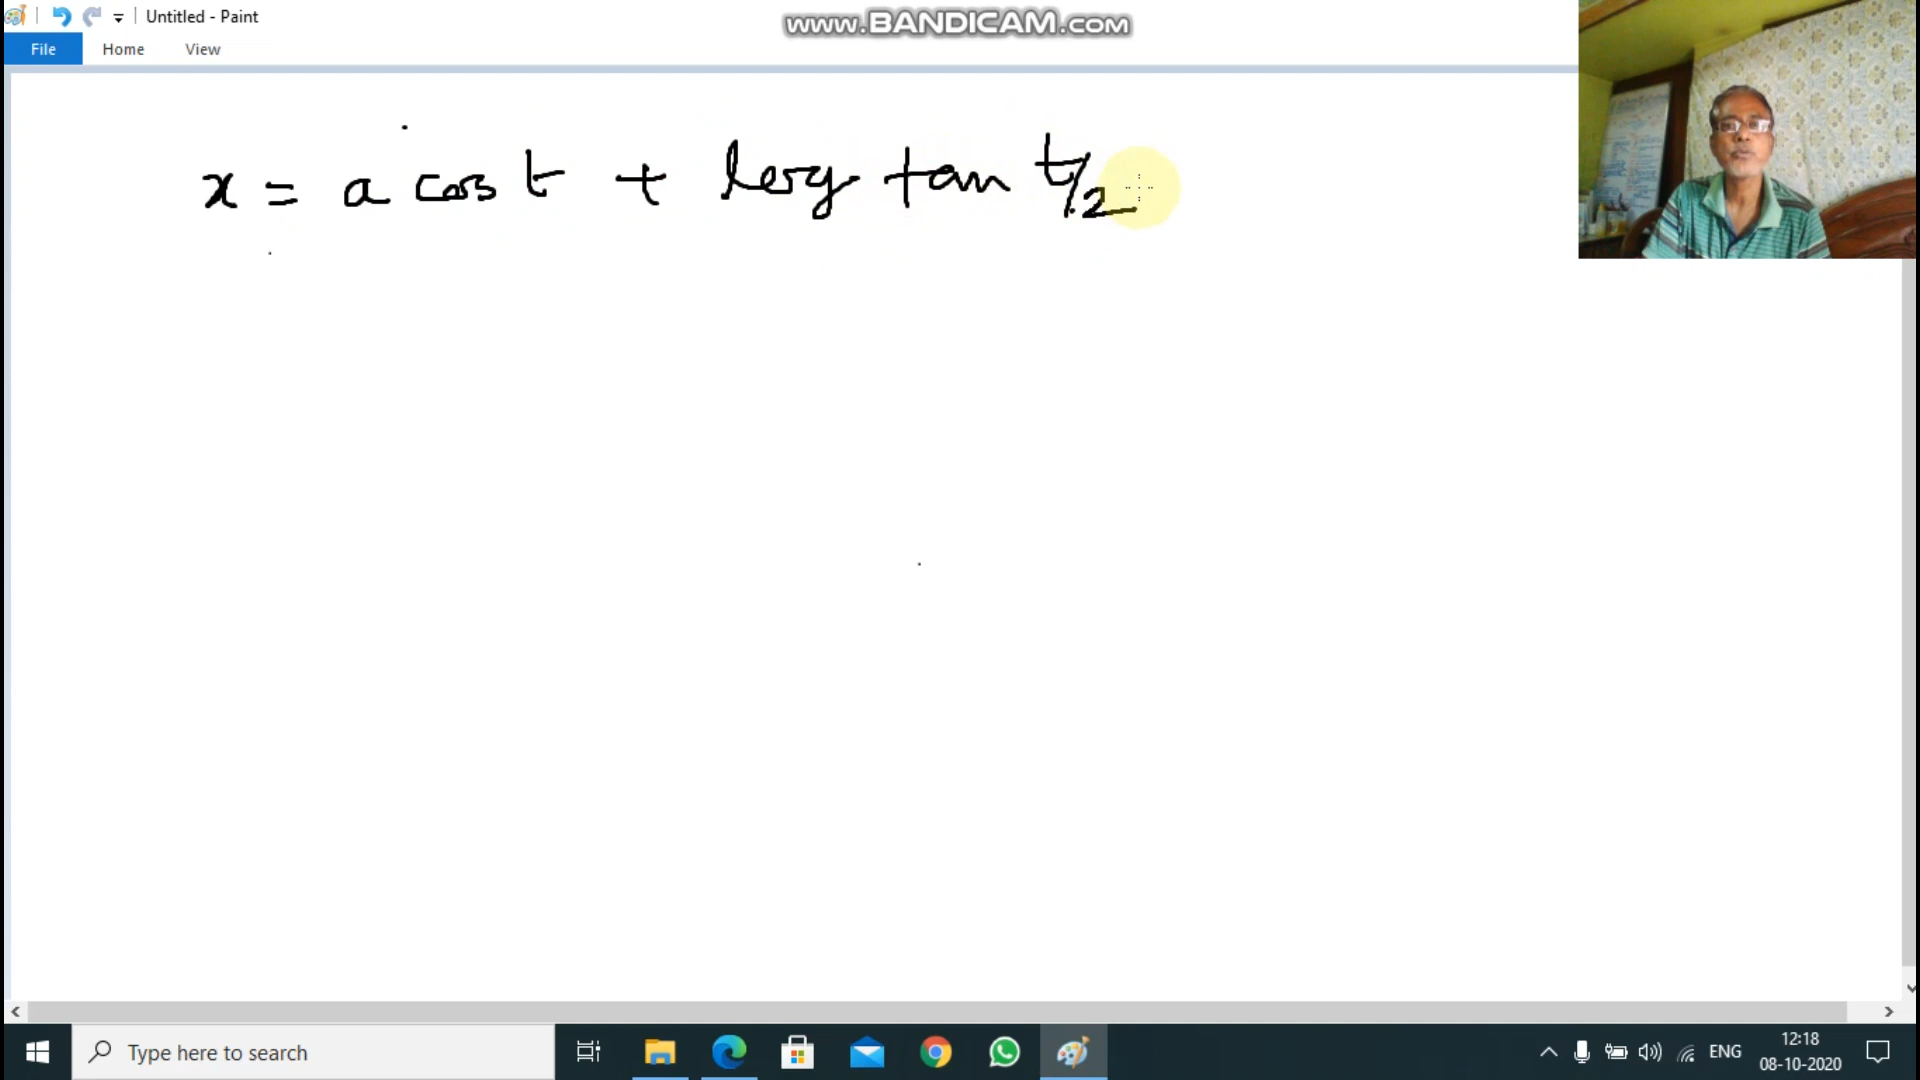 Untitled - Paint
www.BANDICAM.com
File Home View
x = a cos t + log tan t/2
Type here to search
ENG
12:18
08-10-2020